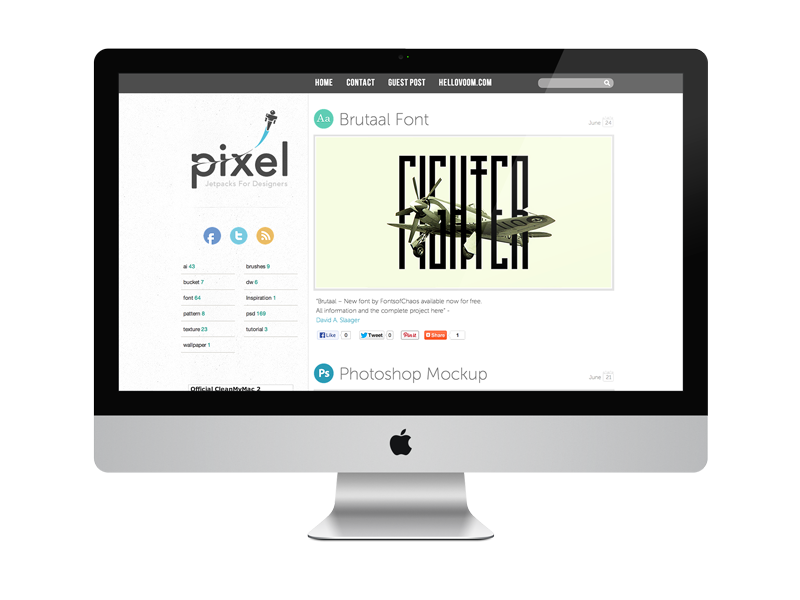 HOME CONTACT GUEST POST HELLOVOOM.COM
pixel
Jetpacks For Designers
f t
ai 43 brushes 9
bucket 7 dw 6
font 64 Inspiration 1
pattern 8 psd 169
texture 23 tutorial 3
wallpaper 1
Official CleanMyMac 2
Aa Brutaal Font June 24
FIGHTER
"Brutaal – New font by FontsofChaos available now for free.
All information and the complete project here" -
David A. Slaager
Like 0 Tweet 0 Pinit Share 1
Ps Photoshop Mockup June 21